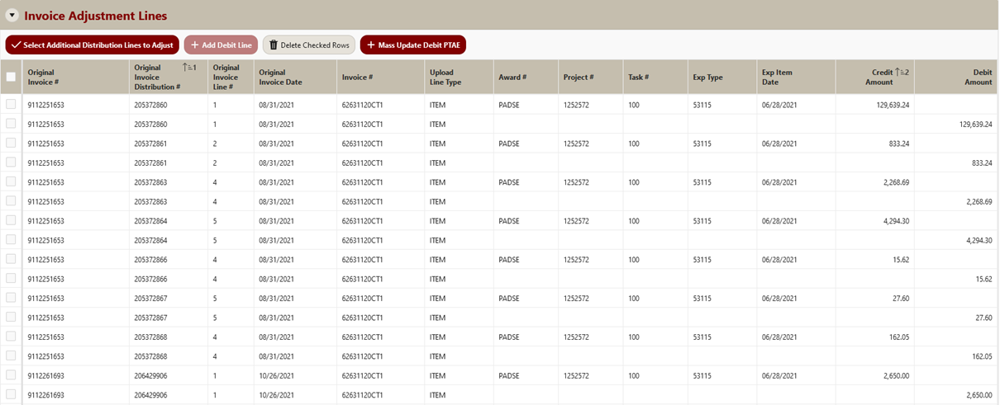 Invoice Adjustment Lines
Select Additional Distribution Lines to Adjust + Add Debit Line Delete Checked Rows + Mass Update Debit PTAE
Original Invoice # Original Invoice Distribution # ↑1 Original Invoice Line # Original Invoice Date Invoice # Upload Line Type Award # Project # Task # Exp Type Exp Item Date Credit Amount ↑2 Debit Amount
9112251653 205372860 1 08/31/2021 62631120CT1 ITEM PADSE 1252572 100 53115 06/28/2021 129,639.24
9112251653 205372860 1 08/31/2021 62631120CT1 ITEM 129,639.24
9112251653 205372861 2 08/31/2021 62631120CT1 ITEM PADSE 1252572 100 53115 06/28/2021 833.24
9112251653 205372861 2 08/31/2021 62631120CT1 ITEM 833.24
9112251653 205372863 4 08/31/2021 62631120CT1 ITEM PADSE 1252572 100 53115 06/28/2021 2,268.69
9112251653 205372863 4 08/31/2021 62631120CT1 ITEM 2,268.69
9112251653 205372864 5 08/31/2021 62631120CT1 ITEM PADSE 1252572 100 53115 06/28/2021 4,294.30
9112251653 205372864 5 08/31/2021 62631120CT1 ITEM 4,294.30
9112251653 205372866 4 08/31/2021 62631120CT1 ITEM PADSE 1252572 100 53115 06/28/2021 15.62
9112251653 205372866 4 08/31/2021 62631120CT1 ITEM 15.62
9112251653 205372867 5 08/31/2021 62631120CT1 ITEM PADSE 1252572 100 53115 06/28/2021 27.60
9112251653 205372867 5 08/31/2021 62631120CT1 ITEM 27.60
9112251653 205372868 4 08/31/2021 62631120CT1 ITEM PADSE 1252572 100 53115 06/28/2021 162.05
9112251653 205372868 4 08/31/2021 62631120CT1 ITEM 162.05
9112261693 206429906 1 10/26/2021 62631120CT1 ITEM PADSE 1252572 100 53115 06/28/2021 2,650.00
9112261693 206429906 1 10/26/2021 62631120CT1 ITEM 2,650.00